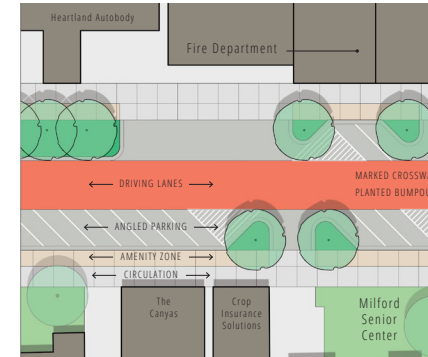 Heartland Autobody
Fire Department
DRIVING LANES
MARKED CROSSWA
PLANTED BUMPOU
ANGLED PARKING
AMENITY ZONE
CIRCULATION
The
Canyas
Crop
Insurance
Solutions
Milford
Senior
Center